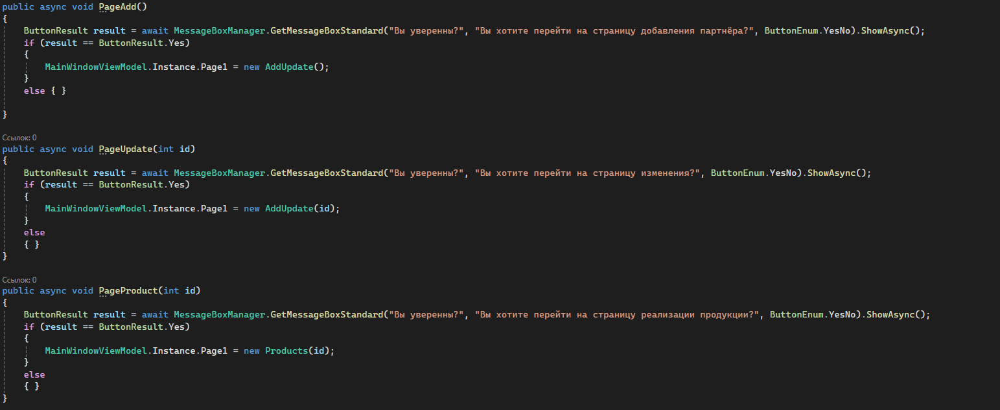 public async void PageAdd()
{
ButtonResult result = await MessageBoxManager.GetMessageBoxStandard("Вы уверенны?", "Вы хотите перейти на страницу добавления партнёра?", ButtonEnum.YesNo).ShowAsync();
if (result == ButtonResult.Yes)
{
MainWindowViewModel.Instance.Page1 = new AddUpdate();
}
else { }
}
Ссылок: 0
public async void PageUpdate(int id)
{
ButtonResult result = await MessageBoxManager.GetMessageBoxStandard("Вы уверенны?", "Вы хотите перейти на страницу изменения?", ButtonEnum.YesNo).ShowAsync();
if (result == ButtonResult.Yes)
{
MainWindowViewModel.Instance.Page1 = new AddUpdate(id);
}
else
{ }
}
Ссылок: 0
public async void PageProduct(int id)
{
ButtonResult result = await MessageBoxManager.GetMessageBoxStandard("Вы уверенны?", "Вы хотите перейти на страницу реализации продукции?", ButtonEnum.YesNo).ShowAsync();
if (result == ButtonResult.Yes)
{
MainWindowViewModel.Instance.Page1 = new Products(id);
}
else
{ }
}